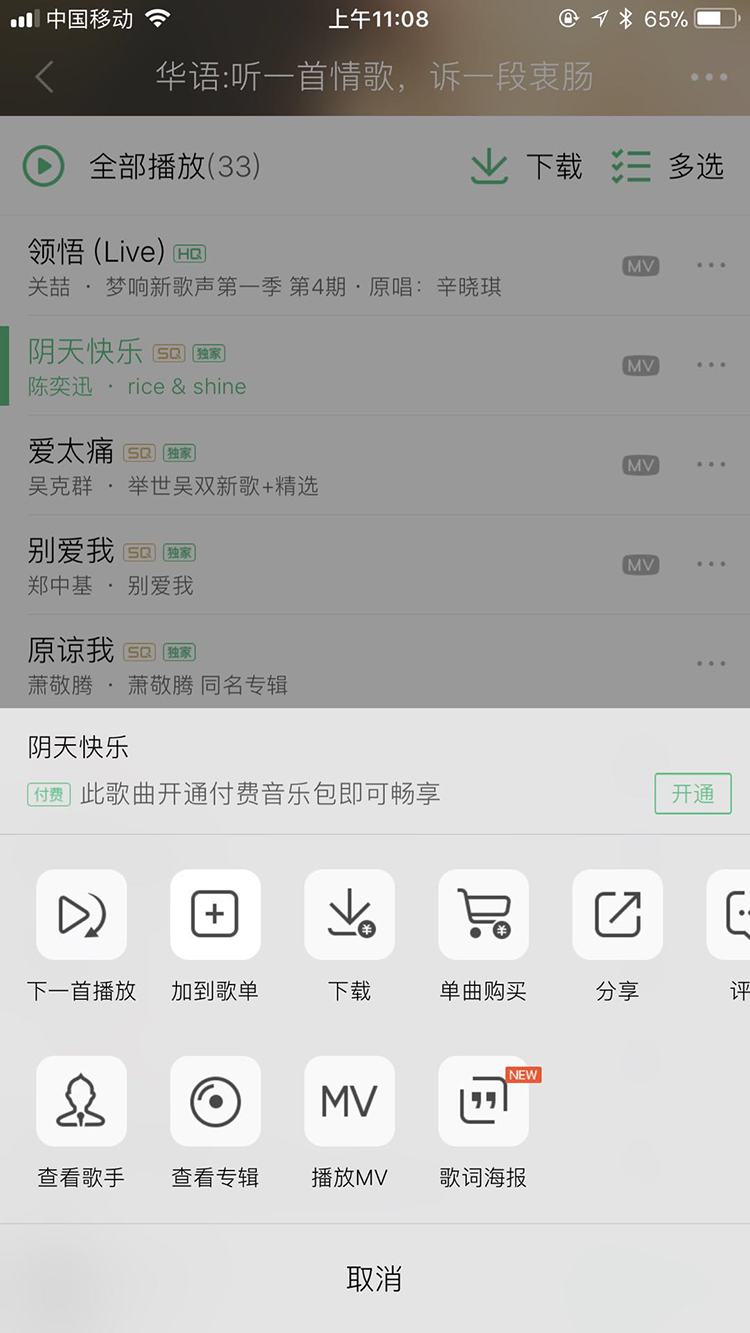 中国移动 上午11:08 65%
华语:听一首情歌，诉一段衷肠
全部播放(33) 下载 多选
领悟 (Live) HQ
MV
关喆 · 梦响新歌声第一季 第4期 · 原唱：辛晓琪
阴天快乐 SQ 独家
MV
陈奕迅 · rice & shine
爱太痛 SQ 独家
MV
吴克群 · 举世吴双新歌+精选
别爱我 SQ 独家
MV
郑中基 · 别爱我
原谅我 SQ 独家
萧敬腾 · 萧敬腾 同名专辑
阴天快乐
付费 此歌曲开通付费音乐包即可畅享 开通
下一首播放 加到歌单 下载 单曲购买 分享 评
NEW
MV
查看歌手 查看专辑 播放MV 歌词海报
取消